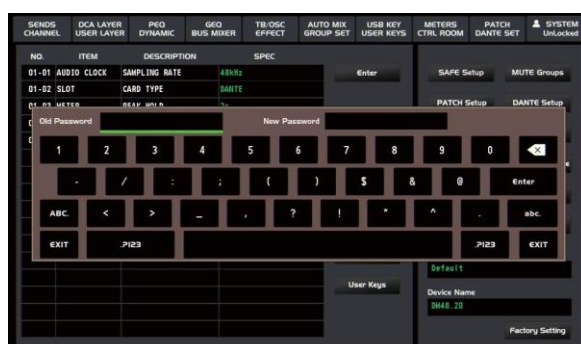 SENDS CHANNEL DCA LAYER USER LAYER PEQ DYNAMIC GEQ BUS MIXER TB/OSC EFFECT AUTO MIX GROUP SET USB KEY USER KEYS METERS CTRL ROOM PATCH DANTE SET SYSTEM UnLocked
NO. ITEM DESCRIPTION SPEC
01-01 AUDIO CLOCK SAMPLING RATE 48kHz Enter SAFE Setup MUTE Groups
01-02 SLOT CARD TYPE DANTE
PATCH Setup DANTE Setup
Old Password New Password
1 2 3 4 5 6 7 8 9 0
- / : ; ( ) $ & @ Enter
ABC. < > _ , ? ! * ^ . abc.
EXIT .?123 .?123 EXIT
Default
User Keys
Device Name
DM48.20
Factory Setting